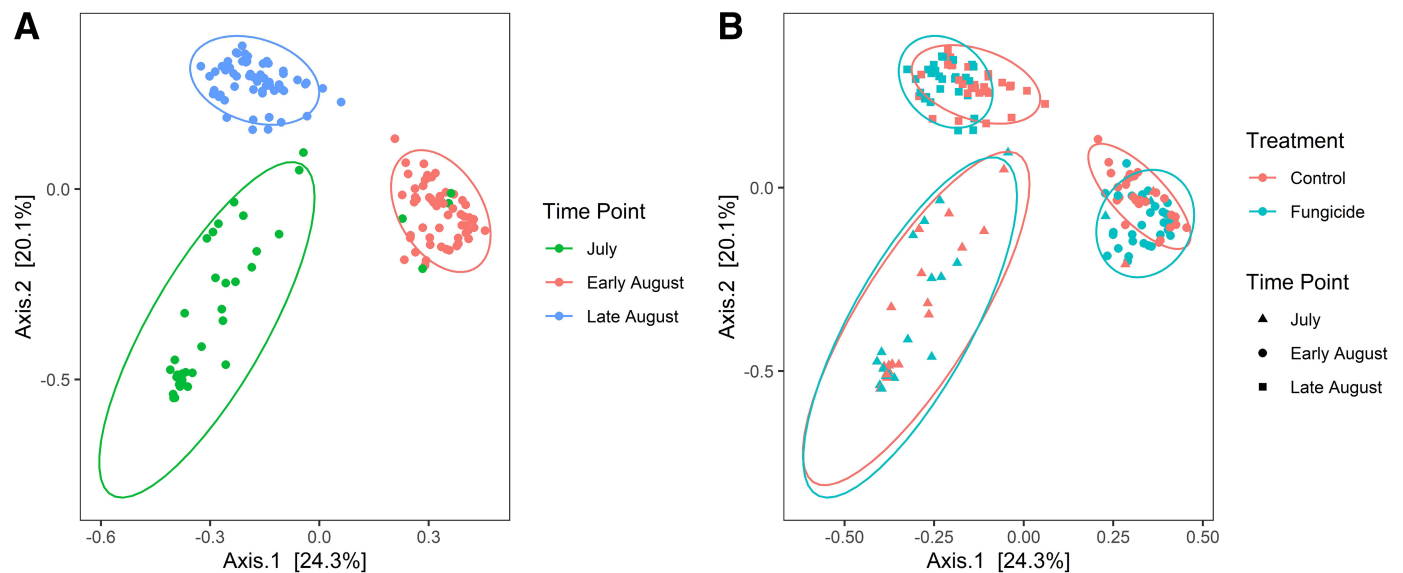 A
B
0.0
-0.5
Axis.2 [20.1%]
-0.6
-0.3
0.0
0.3
Axis.1 [24.3%]
Time Point
July
Early August
Late August
0.0
-0.5
Axis.2 [20.1%]
-0.50
-0.25
0.00
0.25
0.50
Axis.1 [24.3%]
Treatment
Control
Fungicide
Time Point
July
Early August
Late August